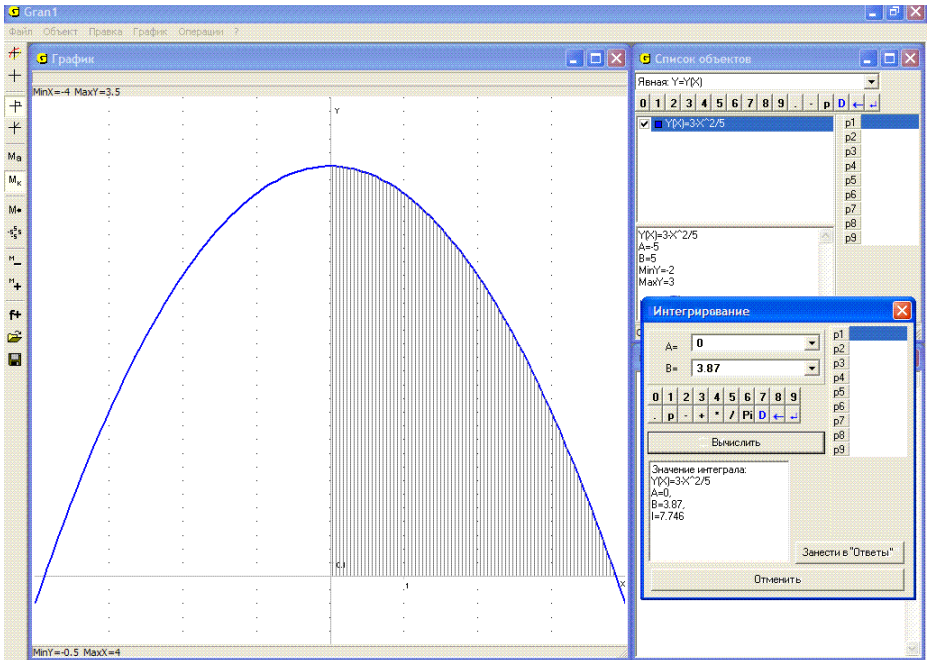 Gran1
Файл Объект Правка График Операции ?
График
MinX=-4 MaxY=3.5
Y
0.1
1
X
MinY=-0.5 MaxX=4
Ma
Mк
M
M
M
f+
Список объектов
Явная: Y=Y(X)
0 1 2 3 4 5 6 7 8 9 . - p D ← ↵
Y(X)=3-X^2/5
p1
p2
p3
p4
p5
p6
p7
p8
p9
Y(X)=3-X^2/5
A=-5
B=5
MinY=-2
MaxY=3
Интегрирование
A= 0
B= 3.87
0 1 2 3 4 5 6 7 8 9
. p - + * / Pi D ← ↵
Вычислить
p1
p2
p3
p4
p5
p6
p7
p8
p9
Значение интеграла:
Y(X)=3-X^2/5
A=0,
B=3.87,
I=7.746
Занести в "Ответы"
Отменить